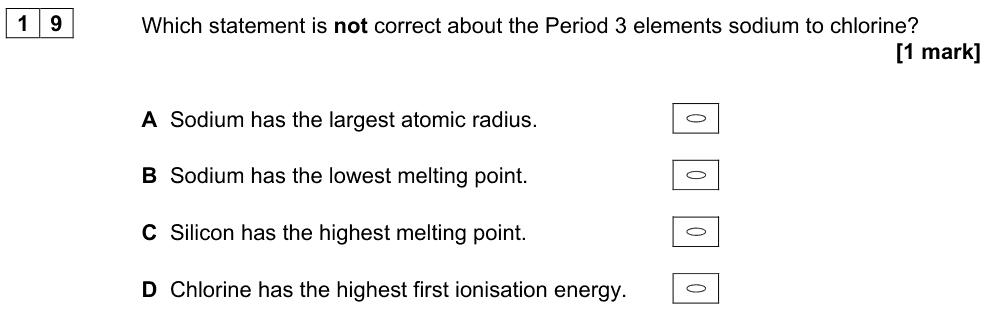 1 9 Which statement is not correct about the Period 3 elements sodium to chlorine?
[1 mark]
A Sodium has the largest atomic radius.
B Sodium has the lowest melting point.
C Silicon has the highest melting point.
D Chlorine has the highest first ionisation energy.